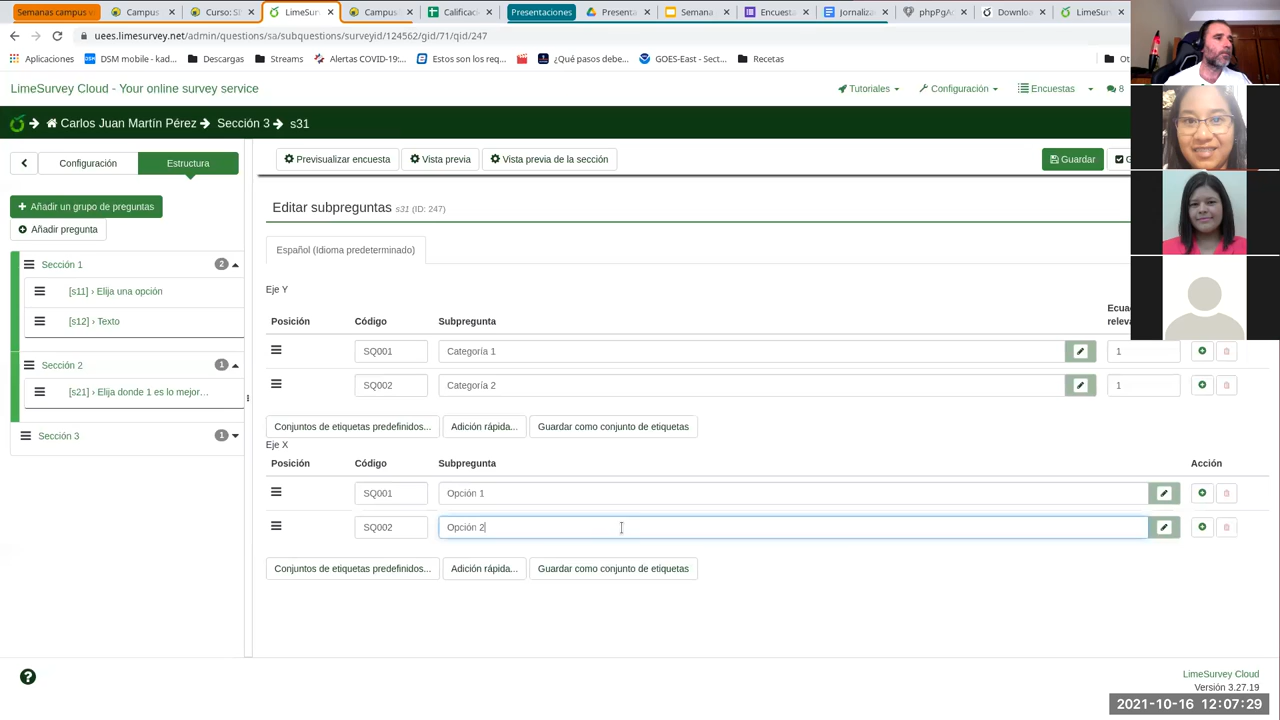 Semanas campus v
Campus
Curso: S
LimeSur
Campus
Calificac
Presentaciones
Presenta
Semana
Encuest
Jornaliza
phpPgA
Downlo
LimeSur
uees.limesurvey.net/admin/questions/sa/subquestions/surveyid/124562/gid/71/qid/247
Aplicaciones
DSM mobile - kad...
Descargas
Streams
Alertas COVID-19:...
Estos son los req...
¿Qué pasos debe...
GOES-East - Sect...
Recetas
Ot
LimeSurvey Cloud - Your online survey service
Tutoriales
Configuración
Encuestas
8
Carlos Juan Martín Pérez
Sección 3
s31
Configuración
Estructura
Previsualizar encuesta
Vista previa
Vista previa de la sección
Guardar
G
Añadir un grupo de preguntas
Añadir pregunta
Sección 1
2
[s11] › Elija una opción
[s12] › Texto
Sección 2
1
[s21] › Elija donde 1 es lo mejor...
Sección 3
1
Editar subpreguntas s31 (ID: 247)
Español (Idioma predeterminado)
Eje Y
Posición Código Subpregunta Ecua
releva
SQ001 Categoría 1 1
SQ002 Categoría 2 1
Conjuntos de etiquetas predefinidos... Adición rápida... Guardar como conjunto de etiquetas
Eje X
Posición Código Subpregunta Acción
SQ001 Opción 1
SQ002 Opción 2
Conjuntos de etiquetas predefinidos... Adición rápida... Guardar como conjunto de etiquetas
LimeSurvey Cloud
Versión 3.27.19
2021-10-16 12:07:29